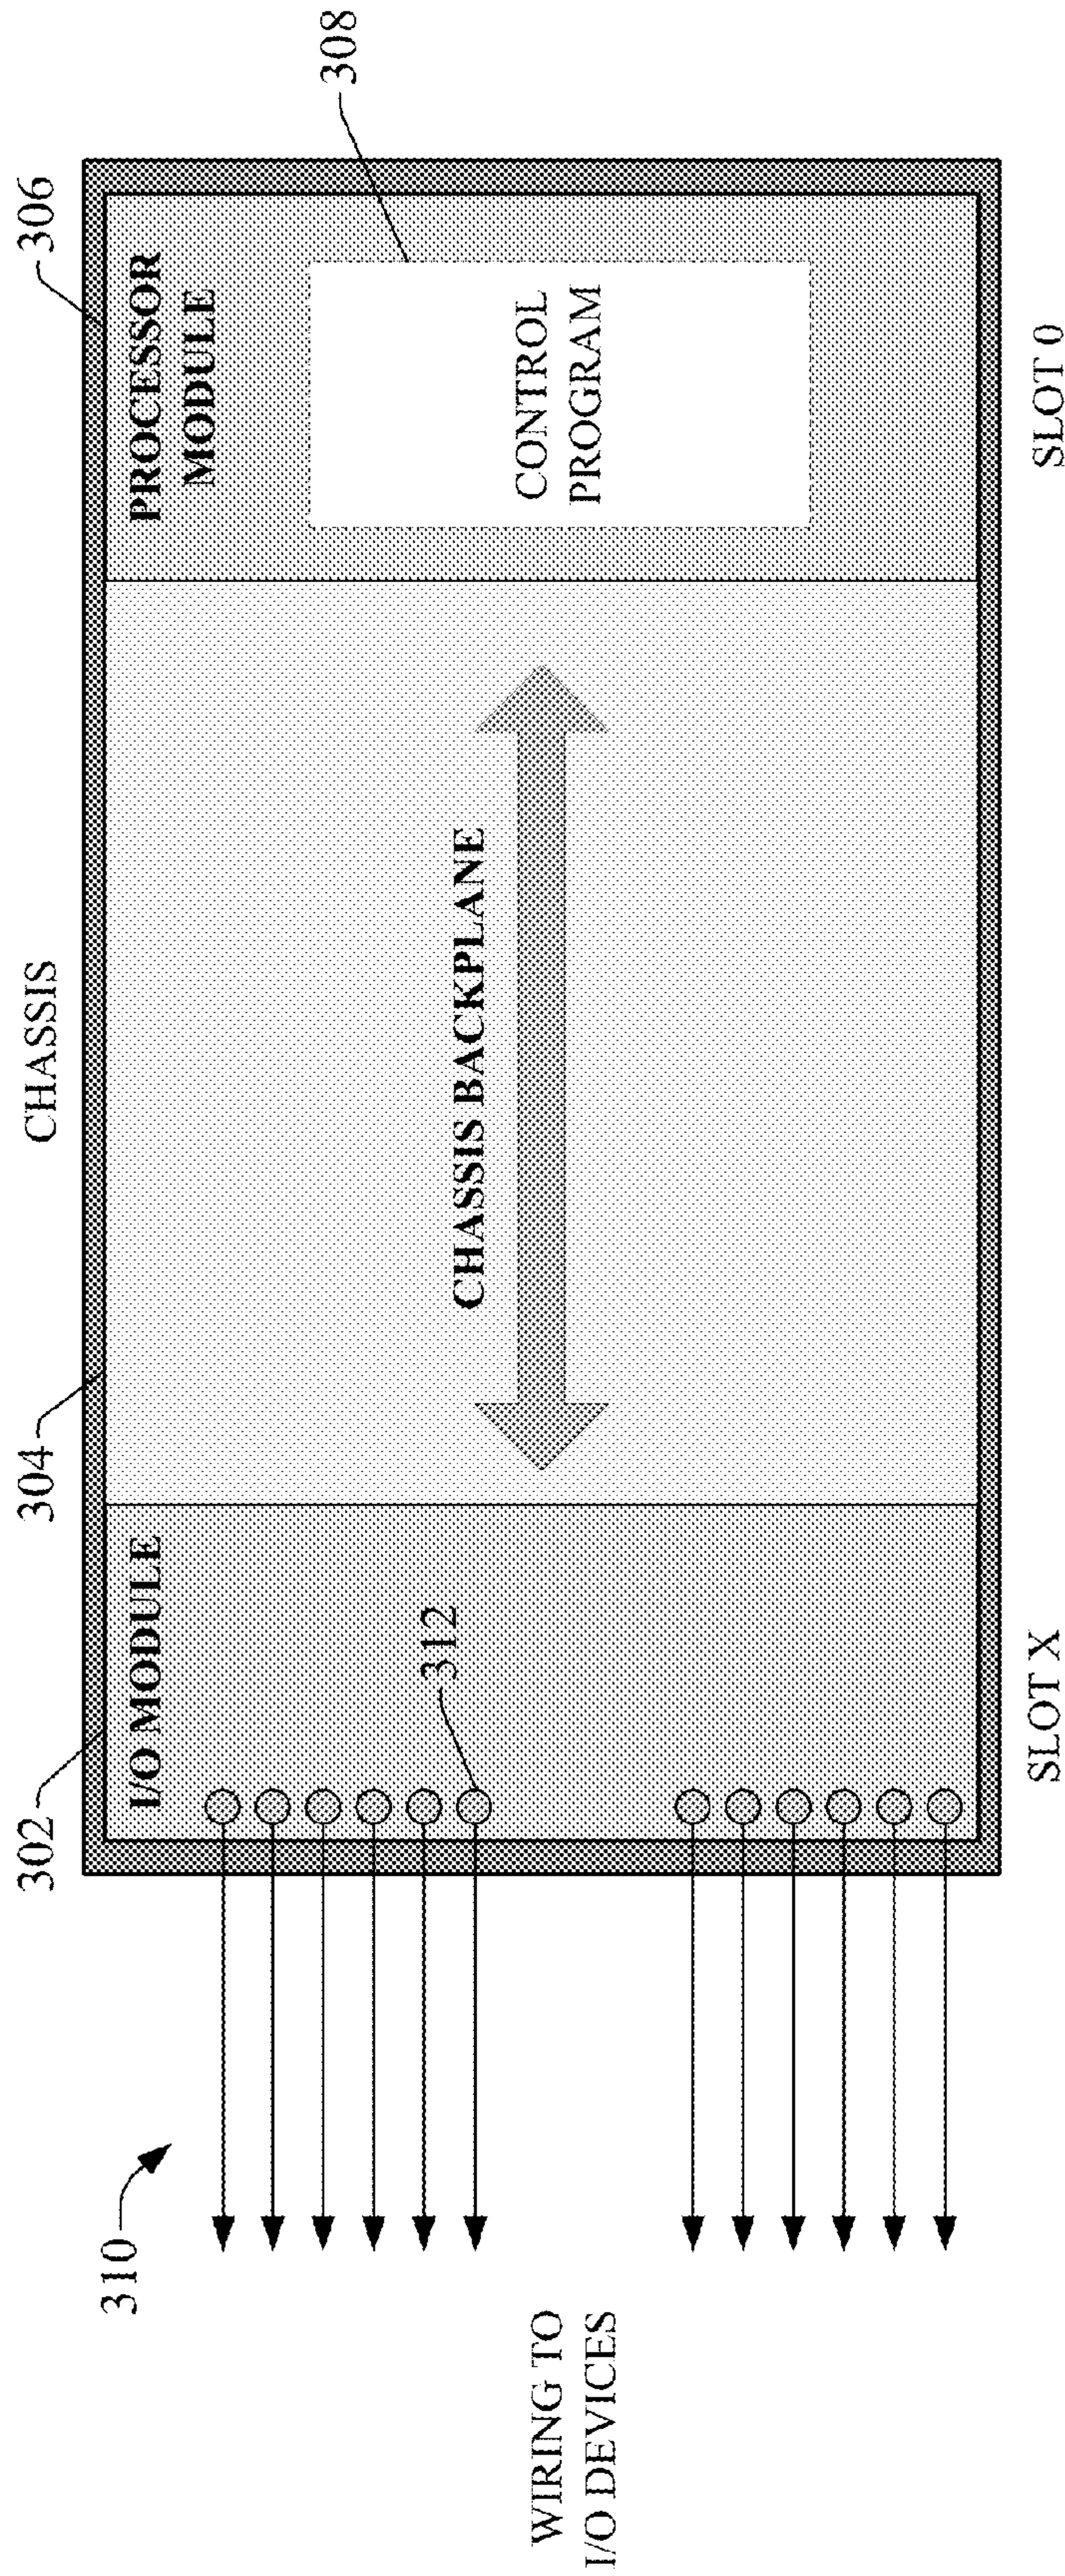 CHASSIS
310
302
304
306
308
I/O MODULE
PROCESSOR
MODULE
312
CHASSIS BACKPLANE
CONTROL
PROGRAM
WIRING TO
I/O DEVICES
SLOT X
SLOT 0